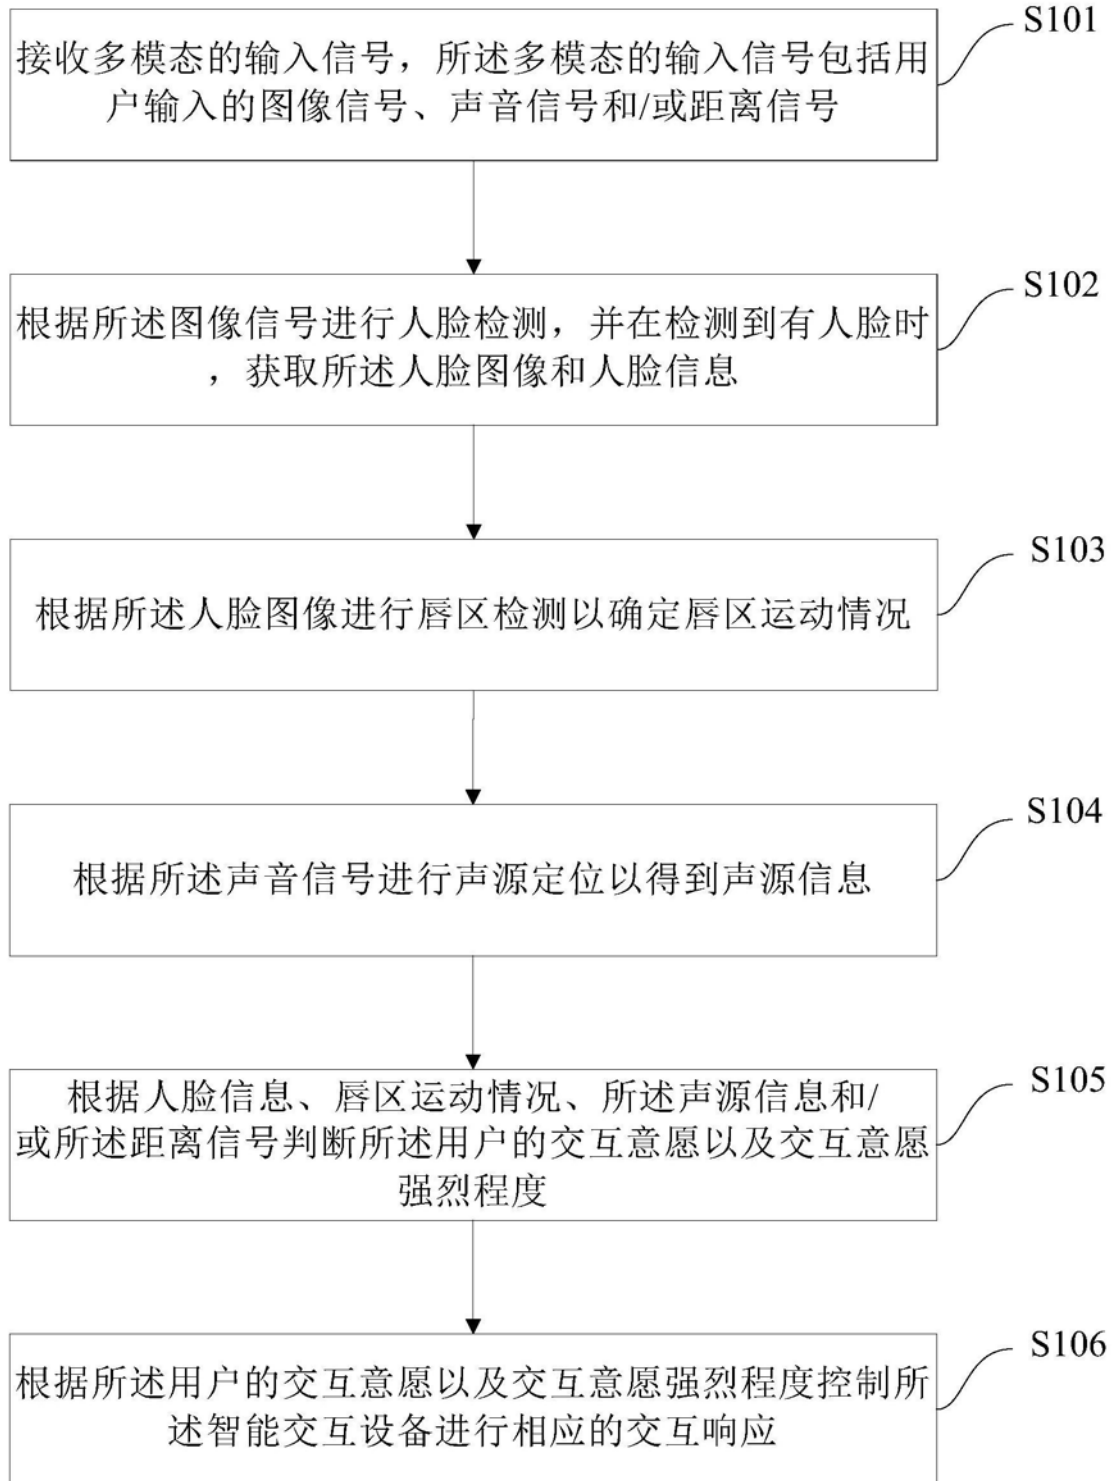 S101
接收多模态的输入信号，所述多模态的输入信号包括用
户输入的图像信号、声音信号和/或距离信号
S102
根据所述图像信号进行人脸检测，并在检测到有人脸时
，获取所述人脸图像和人脸信息
S103
根据所述人脸图像进行唇区检测以确定唇区运动情况
S104
根据所述声音信号进行声源定位以得到声源信息
S105
根据人脸信息、唇区运动情况、所述声源信息和/
或所述距离信号判断所述用户的交互意愿以及交互意愿
强烈程度
S106
根据所述用户的交互意愿以及交互意愿强烈程度控制所
述智能交互设备进行相应的交互响应